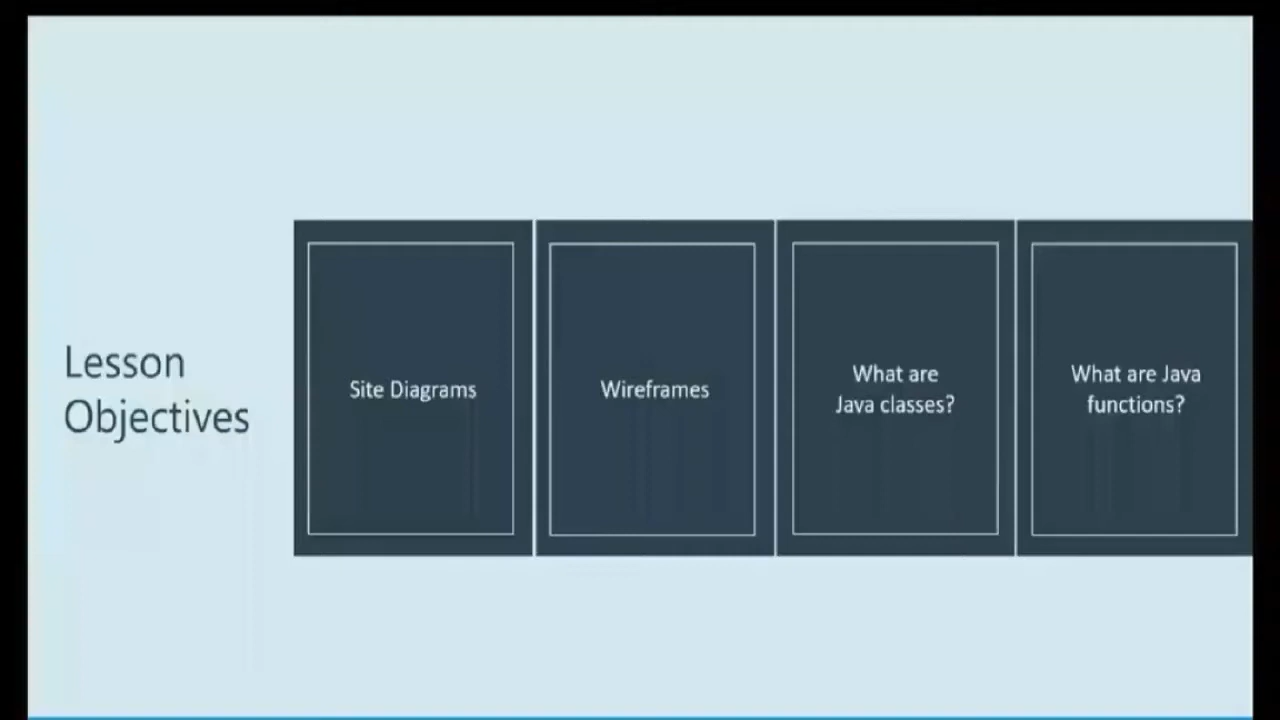 Lesson
Objectives
Site Diagrams
Wireframes
What are
Java classes?
What are Java
functions?